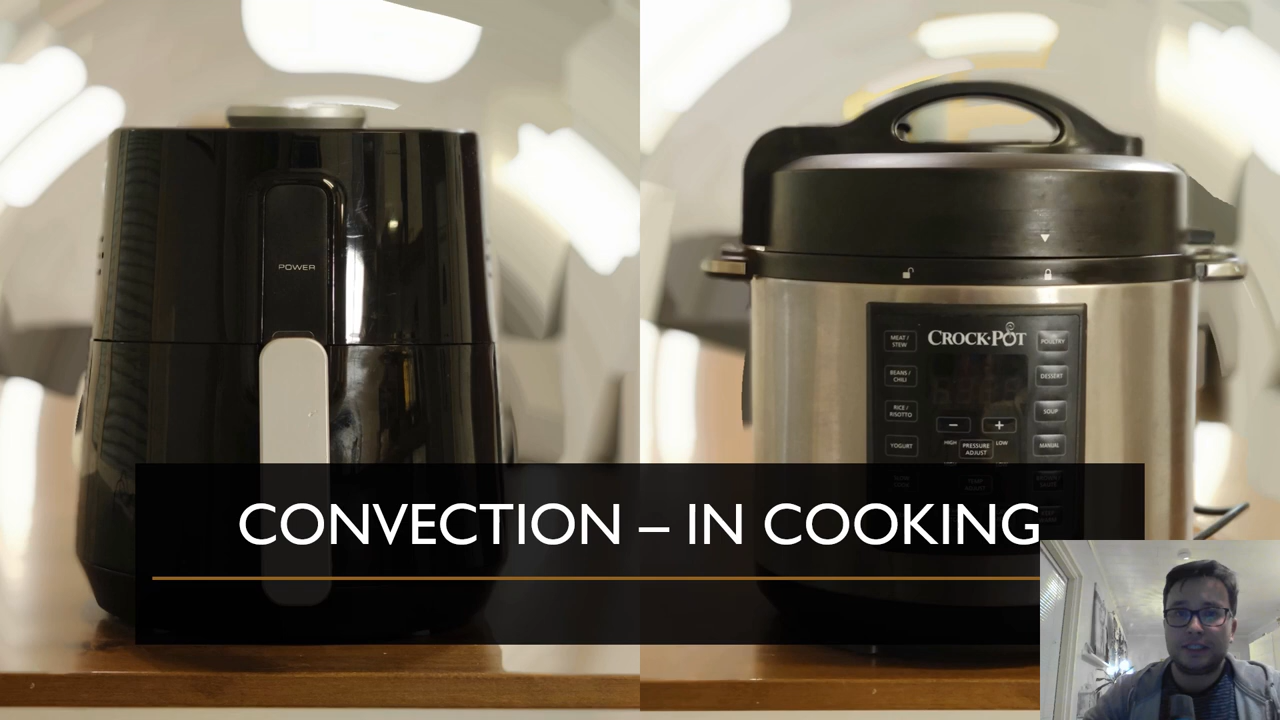 POWER
CROCK·POT
MEAT / STEW
POULTRY
BEANS / CHILI
DESSERT
RICE / RISOTTO
SOUP
YOGURT
MANUAL
HIGH
PRESSURE ADJUST
LOW
CONVECTION – IN COOKING